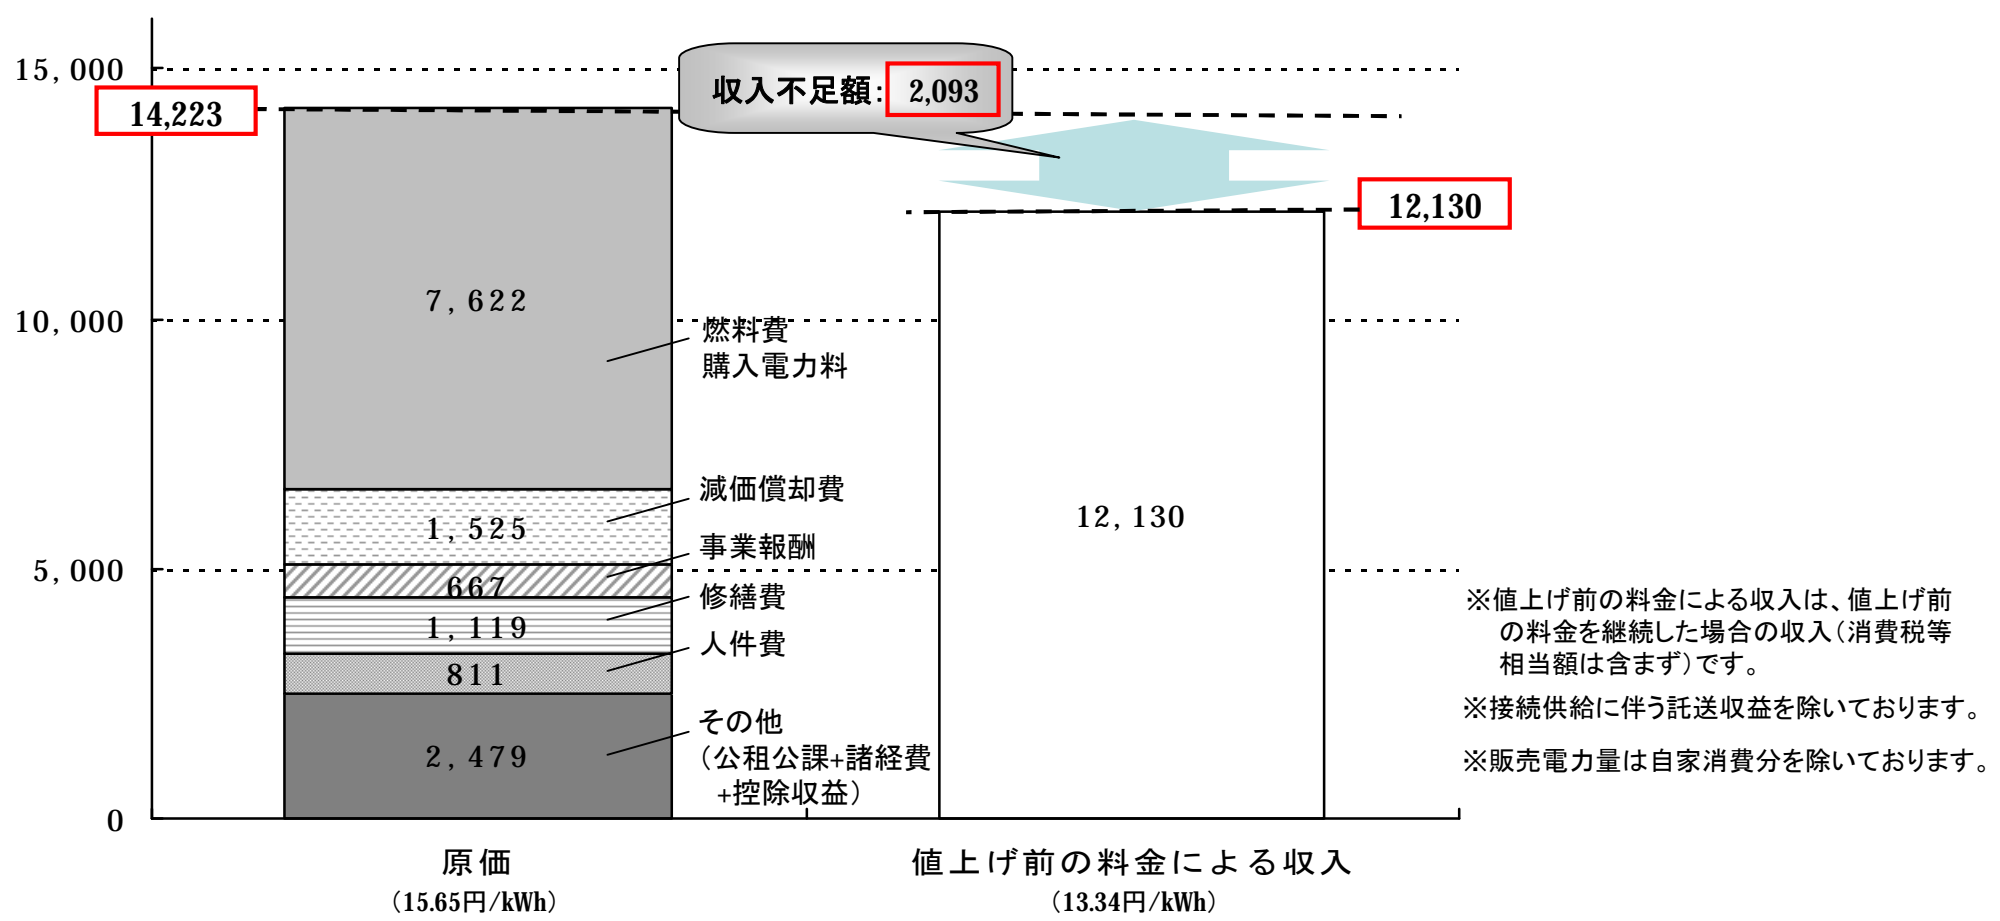 15,000
14,223
収入不足額：2,093
12,130
7,622
10,000
燃料費
購入電力料
減価償却費
1,525
12,130
事業報酬
5,000
667
修繕費
1,119
人件費
811
その他
（公租公課+諸経費
+控除収益）
2,479
0
※値上げ前の料金による収入は、値上げ前
の料金を継続した場合の収入（消費税等
相当額は含まず）です。
※接続供給に伴う託送収益を除いております。
※販売電力量は自家消費分を除いております。
原価
（15.65円/kWh）
値上げ前の料金による収入
（13.34円/kWh）